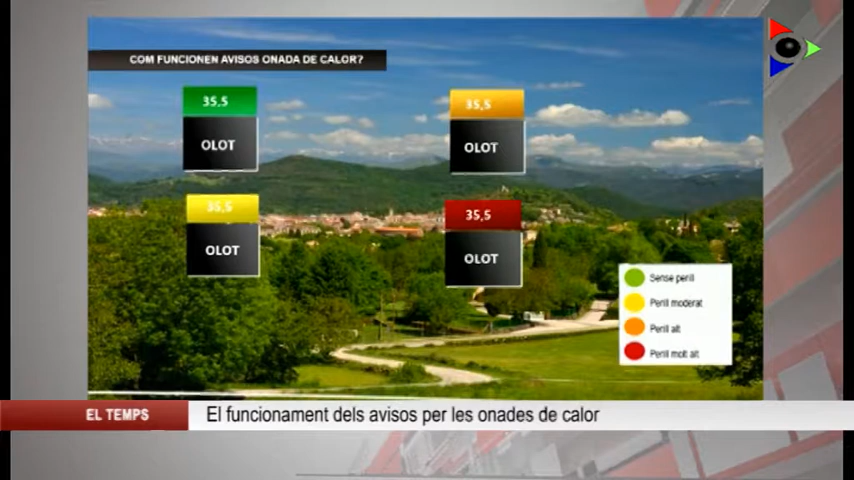 COM FUNCIONEN AVISOS ONADA DE CALOR?
35,5
OLOT
35,5
OLOT
35,5
OLOT
35,5
OLOT
Sense perill
Perill moderat
Perill alt
Perill molt alt
EL TEMPS
El funcionament dels avisos per les onades de calor